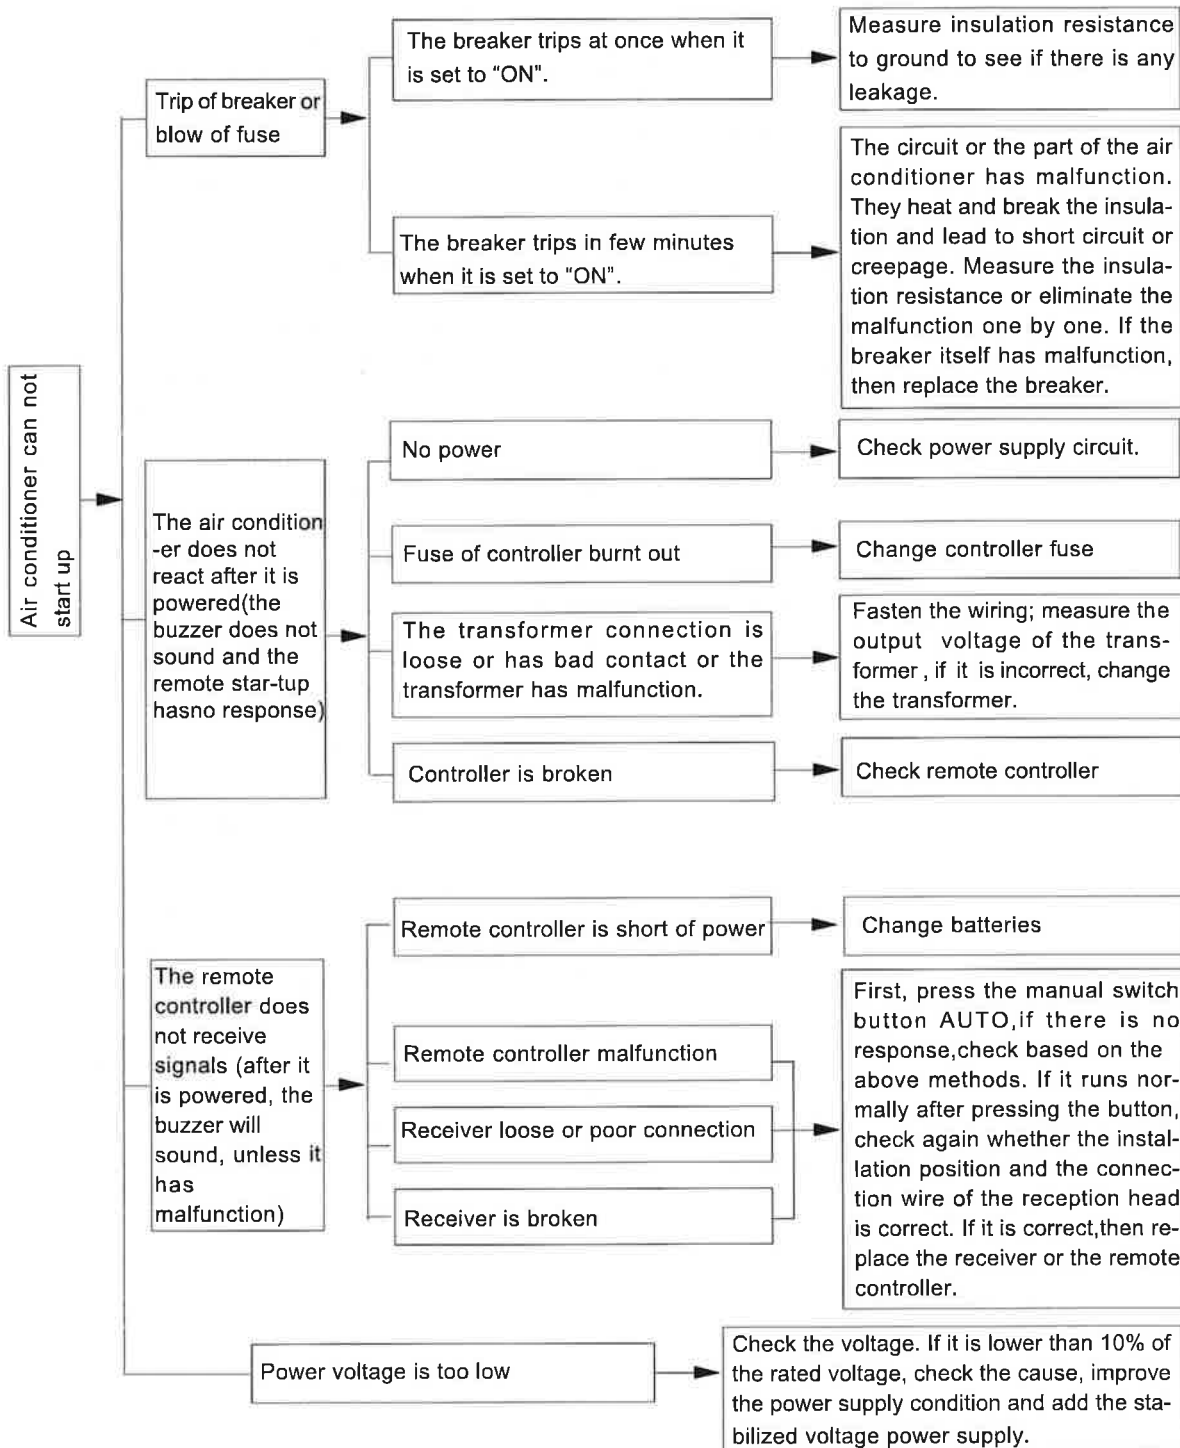 Air conditioner can not
start up
Trip of breaker or
blow of fuse
The breaker trips at once when it
is set to “ON”.
Measure insulation resistance
to ground to see if there is any
leakage.
The breaker trips in few minutes
when it is set to “ON”.
The circuit or the part of the air
conditioner has malfunction.
They heat and break the insula-
tion and lead to short circuit or
creepage. Measure the insula-
tion resistance or eliminate the
malfunction one by one. If the
breaker itself has malfunction,
then replace the breaker.
The air condition
-er does not
react after it is
powered(the
buzzer does not
sound and the
remote star-tup
hasno response)
No power
Check power supply circuit.
Fuse of controller burnt out
Change controller fuse
The transformer connection is
loose or has bad contact or the
transformer has malfunction.
Fasten the wiring; measure the
output voltage of the trans-
former , if it is incorrect, change
the transformer.
Controller is broken
Check remote controller
The remote
controller does
not receive
signals (after it
is powered, the
buzzer will
sound, unless it
has
malfunction)
Remote controller is short of power
Change batteries
Remote controller malfunction
Receiver loose or poor connection
Receiver is broken
First, press the manual switch
button AUTO,if there is no
response,check based on the
above methods. If it runs nor-
mally after pressing the button,
check again whether the instal-
lation position and the connec-
tion wire of the reception head
is correct. If it is correct,then re-
place the receiver or the remote
controller.
Power voltage is too low
Check the voltage. If it is lower than 10% of
the rated voltage, check the cause, improve
the power supply condition and add the sta-
bilized voltage power supply.